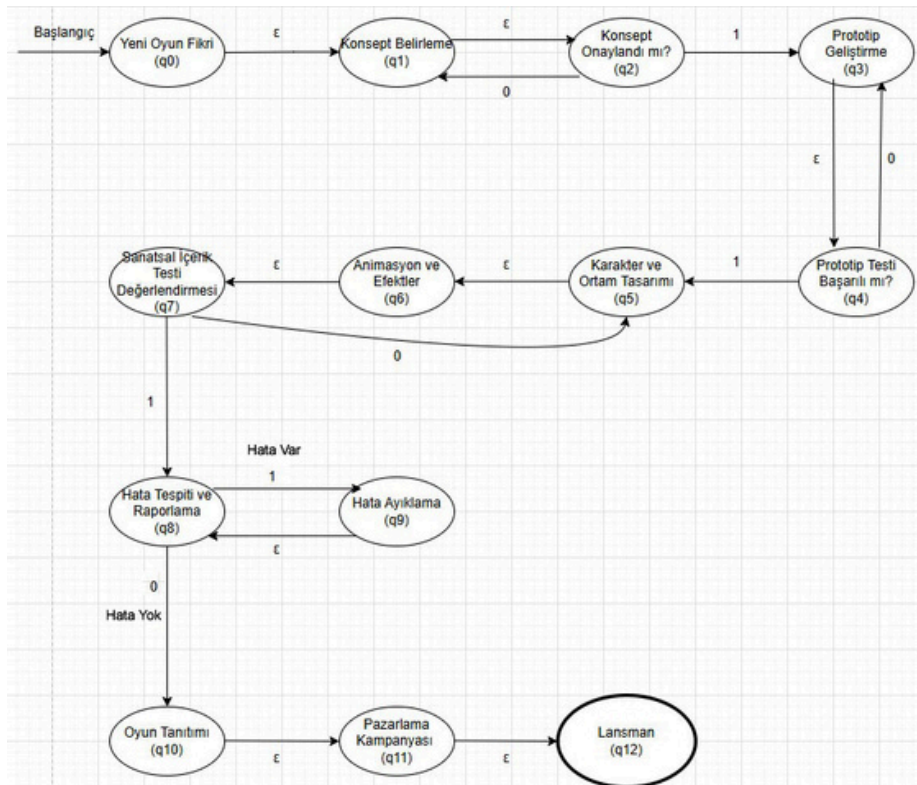 Başlangıç
Yeni Oyun Fikri
(q0)
ε
Konsept Belirleme
(q1)
ε
0
Konsept
Onaylandı mı?
(q2)
1
Prototip
Geliştirme
(q3)
ε
0
Sanatsal İçerik
Testi
Değerlendirmesi
(q7)
ε
Animasyon ve
Efektler
(q6)
ε
Karakter ve
Ortam Tasarımı
(q5)
1
Prototip Testi
Başarılı mı?
(q4)
0
1
Hata Var
1
Hata Tespiti ve
Raporlama
(q8)
Hata Ayıklama
(q9)
ε
0
Hata Yok
Oyun Tanıtımı
(q10)
ε
Pazarlama
Kampanyası
(q11)
ε
Lansman
(q12)